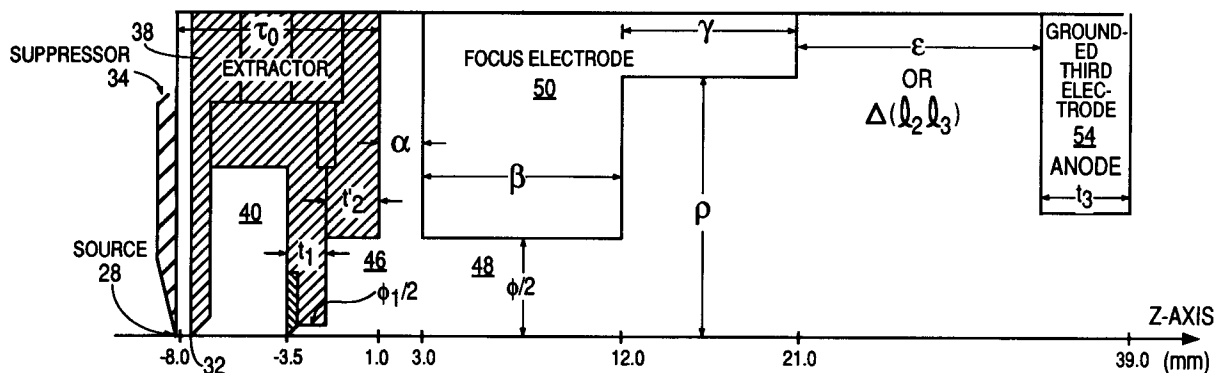 38
τ₀
γ
SUPPRESSOR
34
EXTRACTOR
FOCUS ELECTRODE
50
ε
OR
Δ(ℓ₂ℓ₃)
GROUND-
ED
THIRD
ELEC-
TRODE
54
ANODE
t₃
α
β
ρ
40
t'₂
SOURCE
28
t₁
46
48
ϕ/2
ϕ₁/2
Z-AXIS
-8.0
32
-3.5
1.0
3.0
12.0
21.0
39.0
(mm)